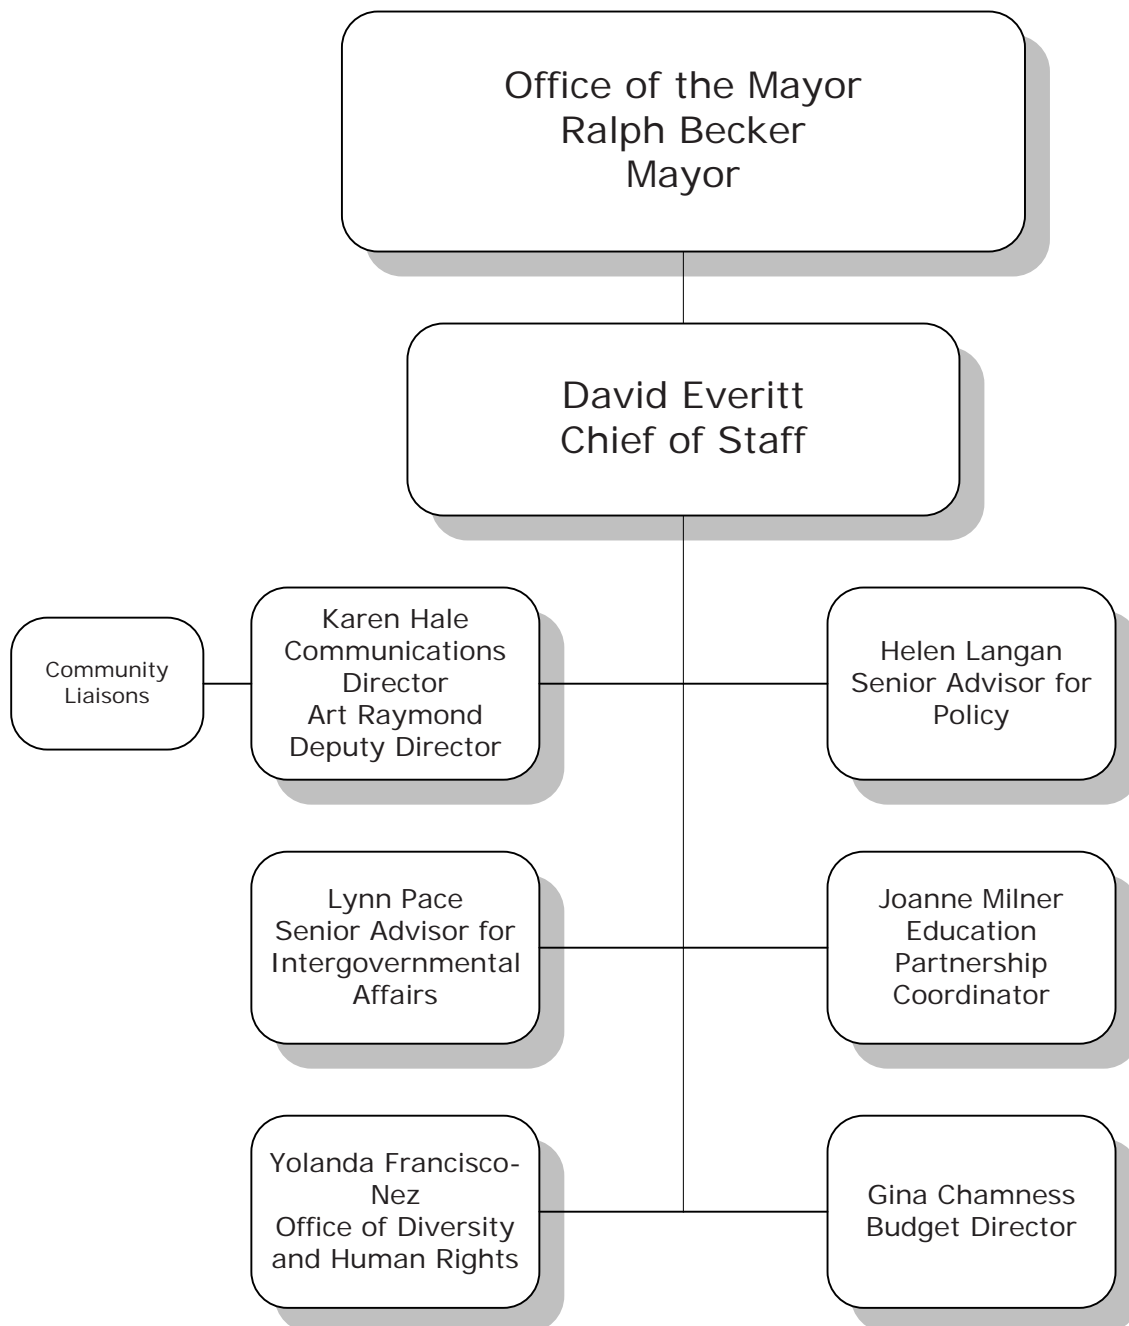 Office of the Mayor
Ralph Becker
Mayor
David Everitt
Chief of Staff
Community
Liaisons
Karen Hale
Communications
Director
Art Raymond
Deputy Director
Helen Langan
Senior Advisor for
Policy
Lynn Pace
Senior Advisor for
Intergovernmental
Affairs
Joanne Milner
Education
Partnership
Coordinator
Yolanda Francisco-
Nez
Office of Diversity
and Human Rights
Gina Chamness
Budget Director